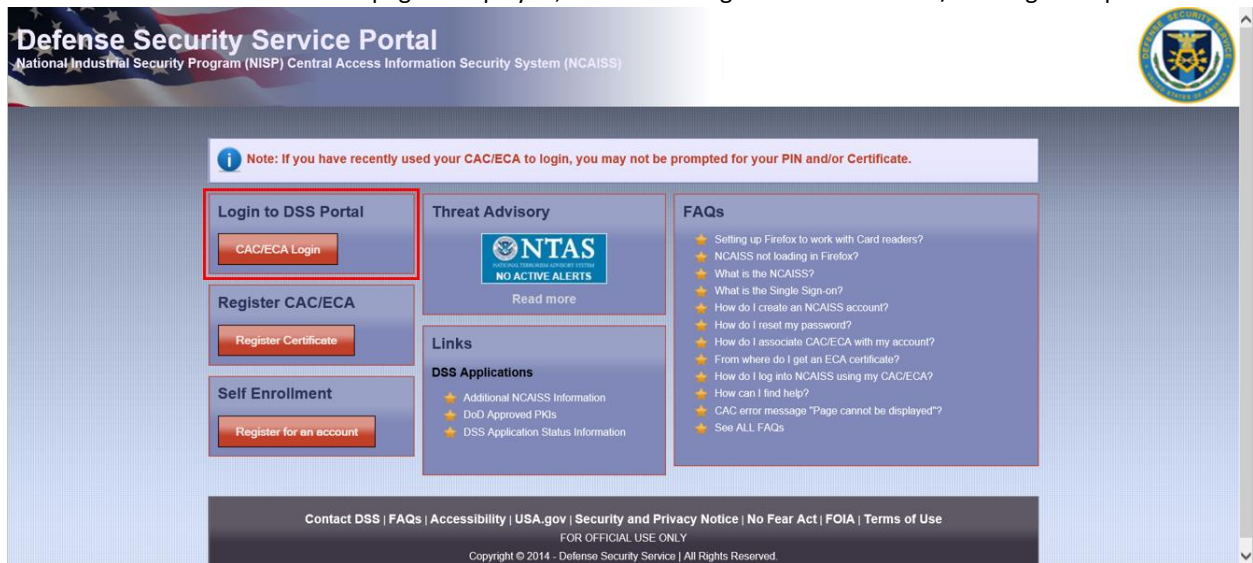 Defense Security Service Portal
National Industrial Security Program (NISP) Central Access Information Security System (NCAISS)
Note: If you have recently used your CAC/ECA to login, you may not be prompted for your PIN and/or Certificate.
Login to DSS Portal
CAC/ECA Login
Register CAC/ECA
Register Certificate
Self Enrollment
Register for an account
Threat Advisory
NTAS
NATIONAL TERRORISM ADVISORY SYSTEM
NO ACTIVE ALERTS
Read more
Links
DSS Applications
Additional NCAISS Information
DoD Approved PKIs
DSS Application Status Information
FAQs
Setting up Firefox to work with Card readers?
NCAISS not loading in Firefox?
What is the NCAISS?
What is the Single Sign-on?
How do I create an NCAISS account?
How do I reset my password?
How do I associate CAC/ECA with my account?
From where do I get an ECA certificate?
How do I log into NCAISS using my CAC/ECA?
How can I find help?
CAC error message "Page cannot be displayed"?
See ALL FAQs
Contact DSS | FAQs | Accessibility | USA.gov | Security and Privacy Notice | No Fear Act | FOIA | Terms of Use
FOR OFFICIAL USE ONLY
Copyright © 2014 - Defense Security Service | All Rights Reserved.